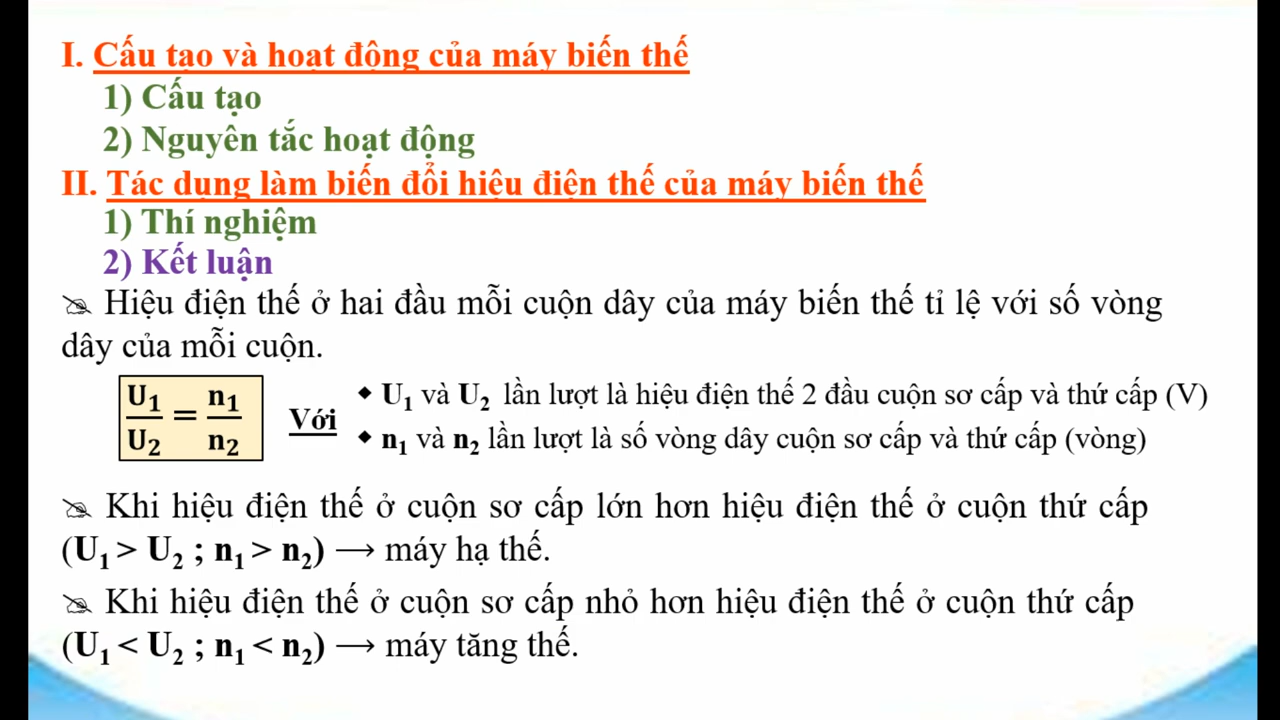 I. Cấu tạo và hoạt động của máy biến thế
1) Cấu tạo
2) Nguyên tắc hoạt động
II. Tác dụng làm biến đổi hiệu điện thế của máy biến thế
1) Thí nghiệm
2) Kết luận
Hiệu điện thế ở hai đầu mỗi cuộn dây của máy biến thế tỉ lệ với số vòng
dây của mỗi cuộn.
U₁/U₂ = n₁/n₂
Với
◆ U₁ và U₂ lần lượt là hiệu điện thế 2 đầu cuộn sơ cấp và thứ cấp (V)
◆ n₁ và n₂ lần lượt là số vòng dây cuộn sơ cấp và thứ cấp (vòng)
Khi hiệu điện thế ở cuộn sơ cấp lớn hơn hiệu điện thế ở cuộn thứ cấp
(U₁ > U₂ ; n₁ > n₂) ⟶ máy hạ thế.
Khi hiệu điện thế ở cuộn sơ cấp nhỏ hơn hiệu điện thế ở cuộn thứ cấp
(U₁ < U₂ ; n₁ < n₂) ⟶ máy tăng thế.